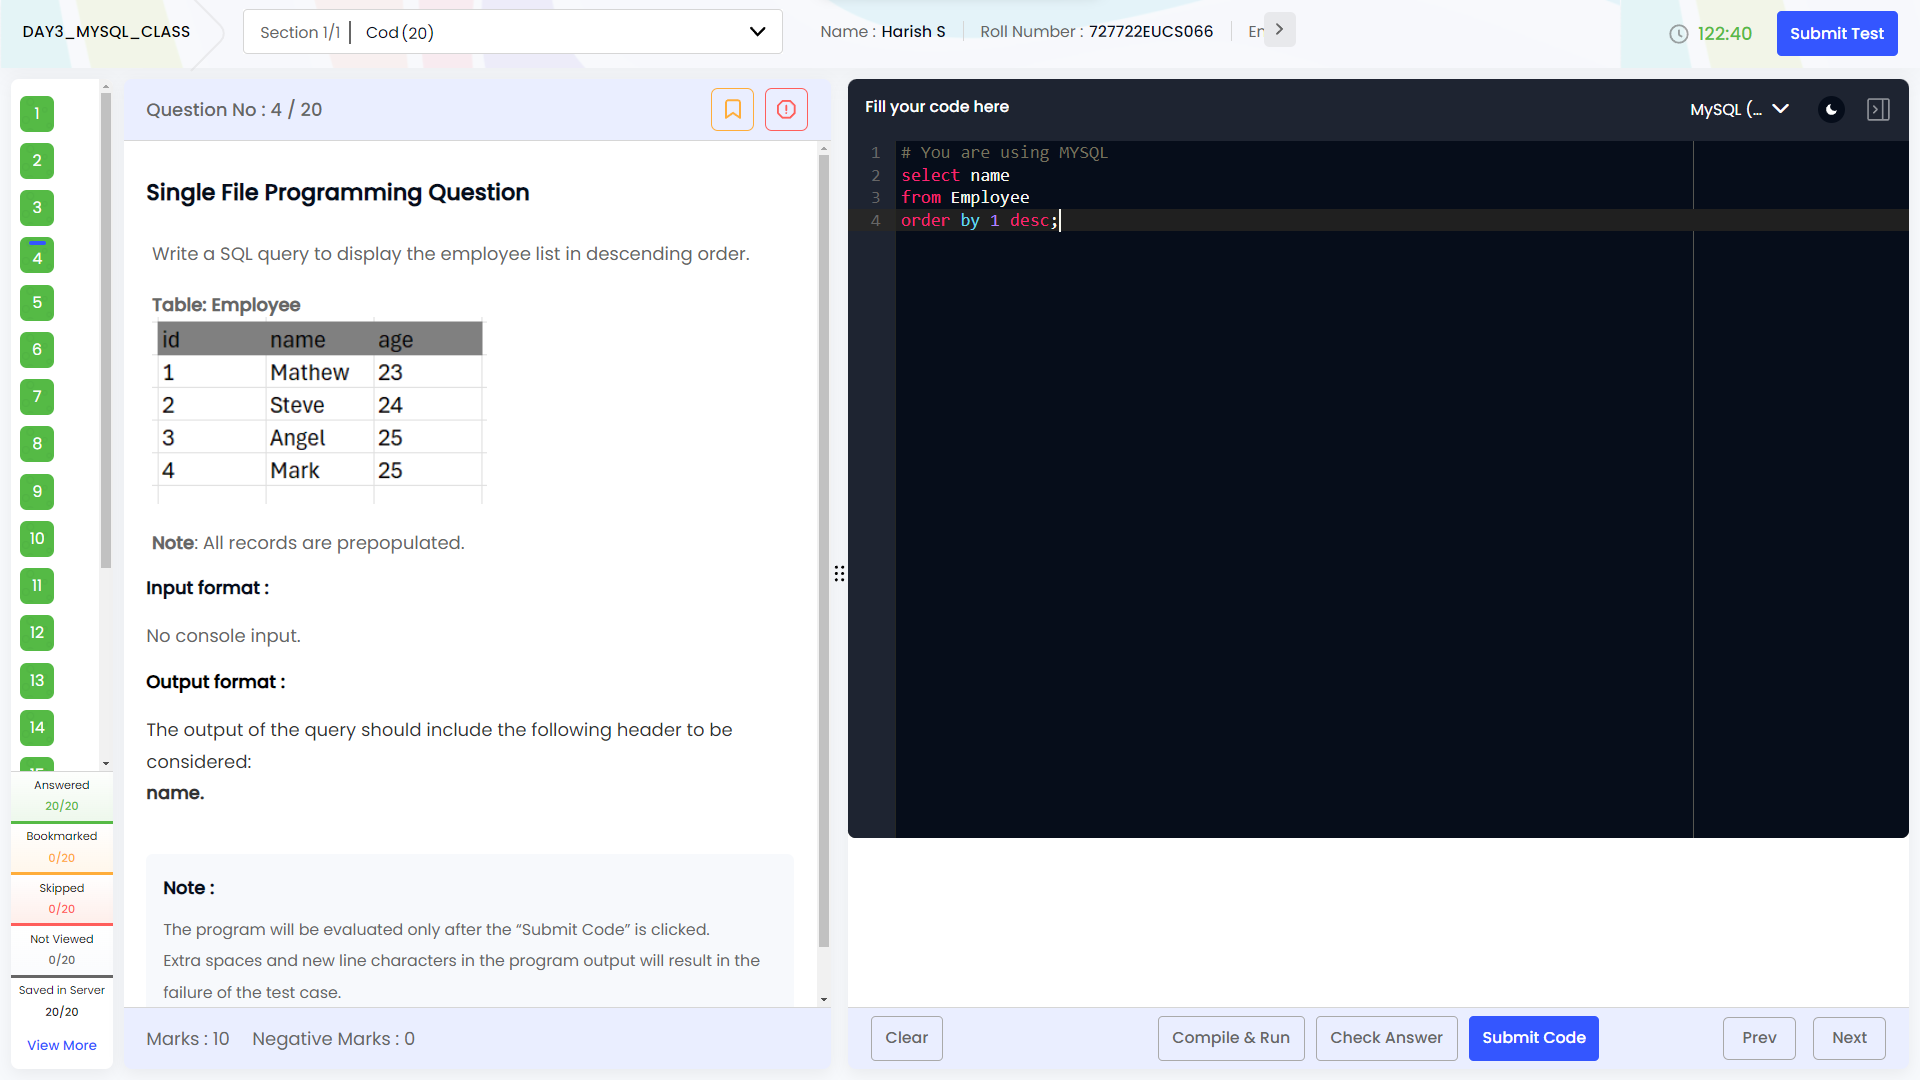 DAY3_MYSQL_CLASS
Section 1/1 | Cod (20)
Name : Harish S
Roll Number : 727722EUCS066
122:40
Submit Test
1
2
3
4
5
6
7
8
9
10
11
12
13
14
Answered
20/20
Bookmarked
0/20
Skipped
0/20
Not Viewed
0/20
Saved in Server
20/20
View More
Question No : 4 / 20
Single File Programming Question
Write a SQL query to display the employee list in descending order.
Table: Employee
id name age
1 Mathew 23
2 Steve 24
3 Angel 25
4 Mark 25
Note: All records are prepopulated.
Input format :
No console input.
Output format :
The output of the query should include the following header to be
considered:
name.
Note :
The program will be evaluated only after the “Submit Code” is clicked.
Extra spaces and new line characters in the program output will result in the
failure of the test case.
Marks : 10 Negative Marks : 0
Fill your code here
MySQL (...
1 # You are using MYSQL
2 select name
3 from Employee
4 order by 1 desc;
Clear
Compile & Run
Check Answer
Submit Code
Prev
Next